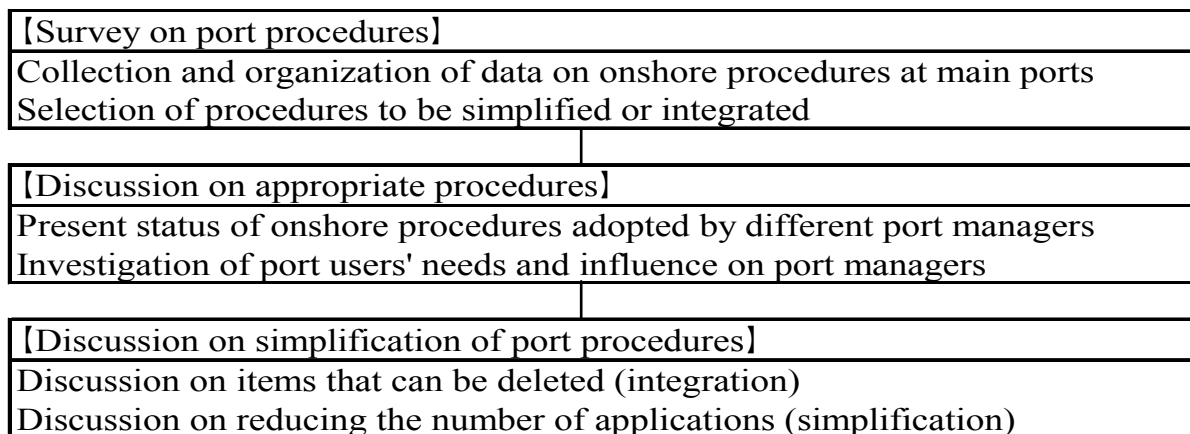 【Survey on port procedures】
Collection and organization of data on onshore procedures at main ports
Selection of procedures to be simplified or integrated
【Discussion on appropriate procedures】
Present status of onshore procedures adopted by different port managers
Investigation of port users' needs and influence on port managers
【Discussion on simplification of port procedures】
Discussion on items that can be deleted (integration)
Discussion on reducing the number of applications (simplification)